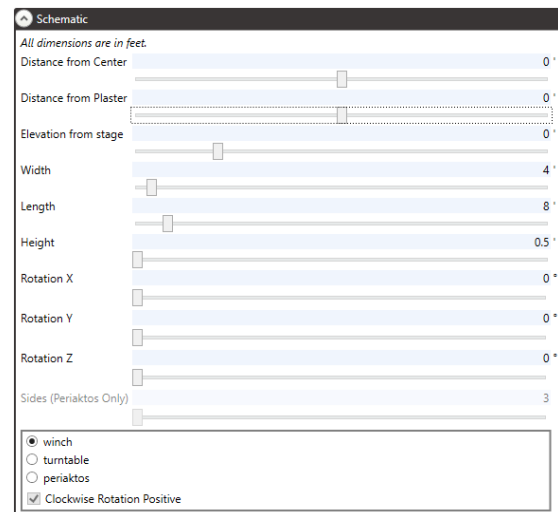 Schematic
All dimensions are in feet.
Distance from Center 0 '
Distance from Plaster 0 '
Elevation from stage 0 '
Width 4 '
Length 8 '
Height 0.5 '
Rotation X 0 °
Rotation Y 0 °
Rotation Z 0 °
Sides (Periaktos Only) 3
winch
turntable
periaktos
Clockwise Rotation Positive